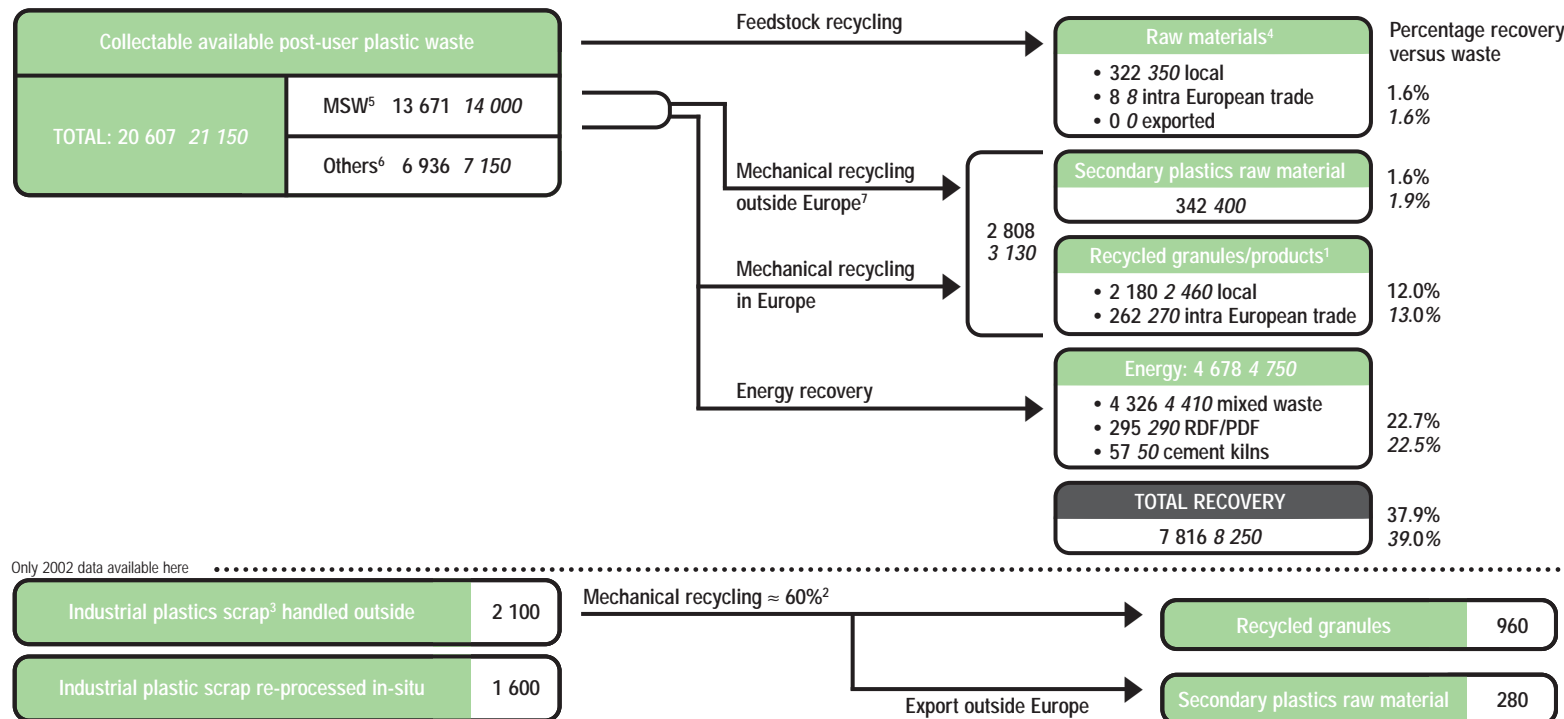 Collectable available post-user plastic waste
TOTAL: 20 607 21 150
MSW5 13 671 14 000
Others6 6 936 7 150
Feedstock recycling
Raw materials4
• 322 350 local
• 8 8 intra European trade
• 0 0 exported
Percentage recovery
versus waste
1.6%
1.6%
Mechanical recycling
outside Europe7
2 808
3 130
Secondary plastics raw material
342 400
1.6%
1.9%
Mechanical recycling
in Europe
Recycled granules/products1
• 2 180 2 460 local
• 262 270 intra European trade
12.0%
13.0%
Energy recovery
Energy: 4 678 4 750
• 4 326 4 410 mixed waste
• 295 290 RDF/PDF
• 57 50 cement kilns
22.7%
22.5%
TOTAL RECOVERY
7 816 8 250
37.9%
39.0%
Only 2002 data available here
Industrial plastics scrap3 handled outside
2 100
Mechanical recycling ≈ 60%2
Recycled granules
960
Industrial plastic scrap re-processed in-situ
1 600
Export outside Europe
Secondary plastics raw material
280